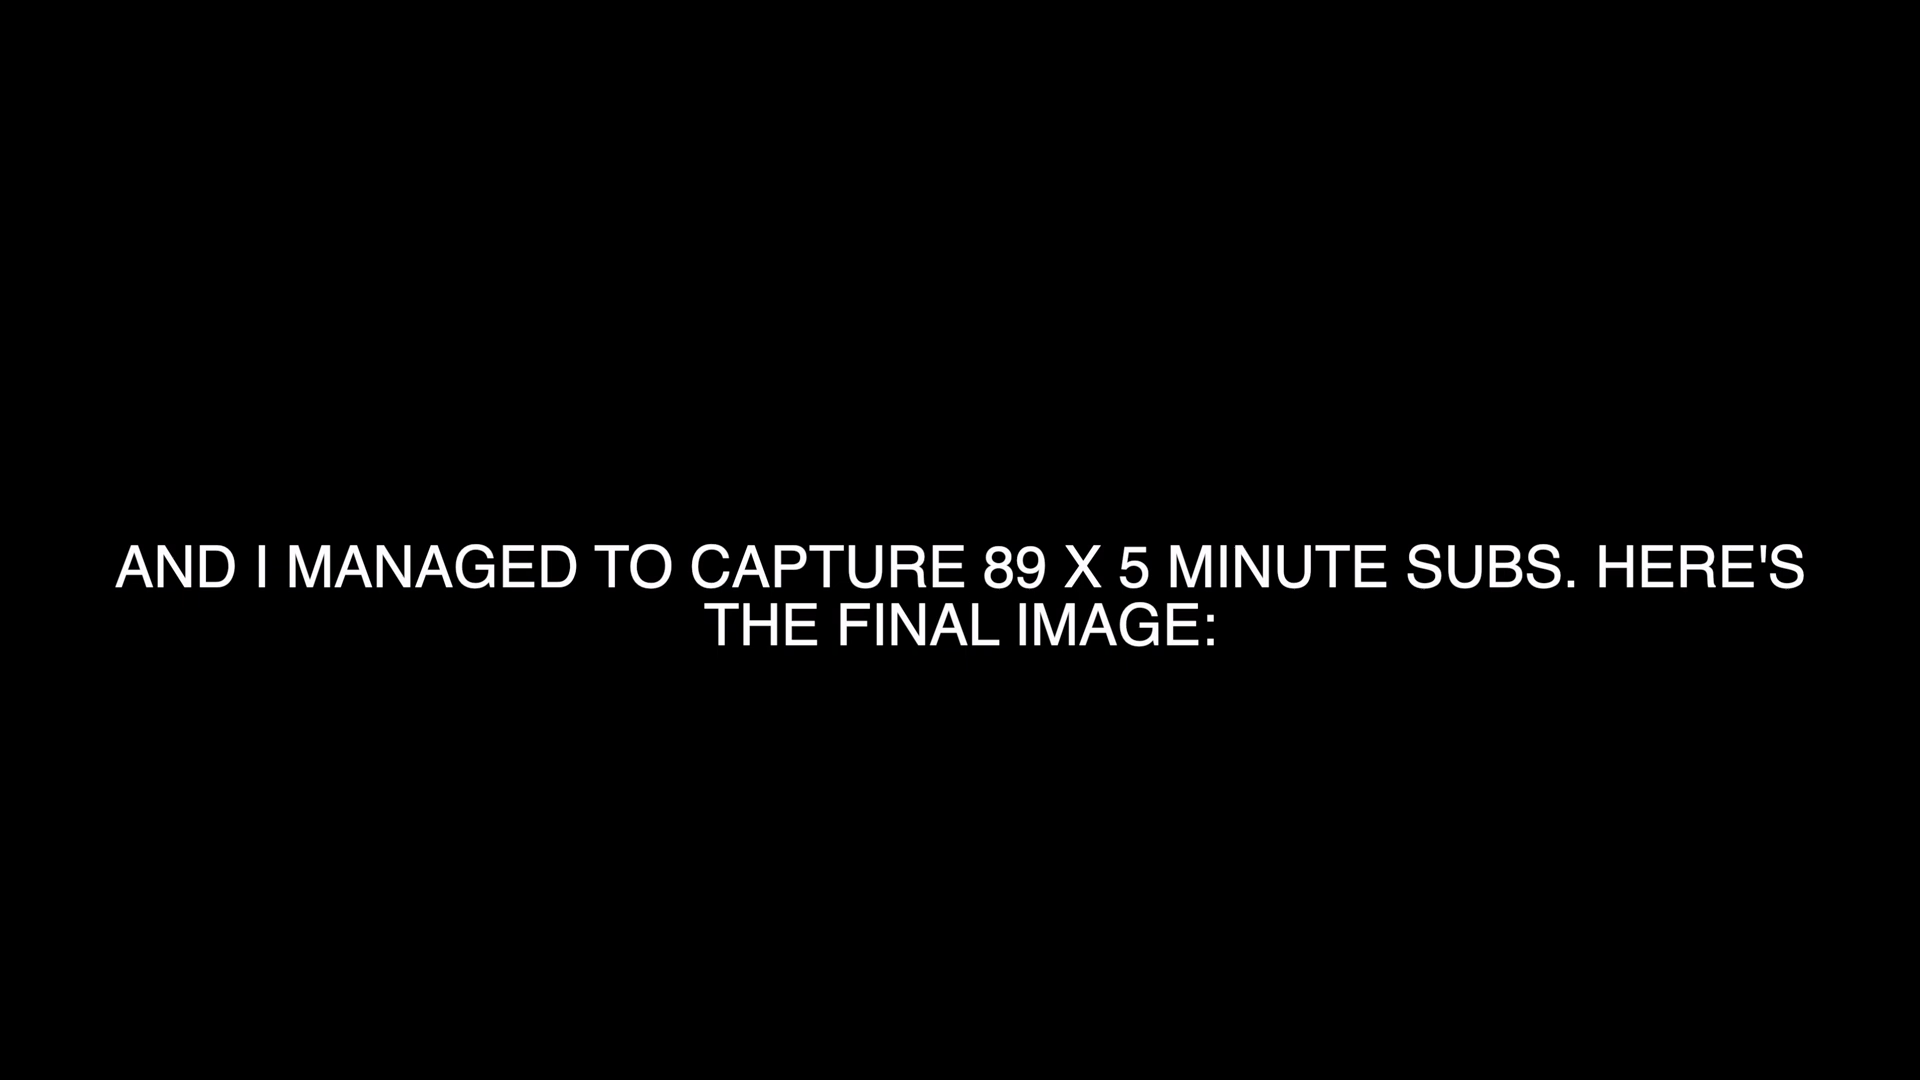 AND I MANAGED TO CAPTURE 89 X 5 MINUTE SUBS. HERE'S
THE FINAL IMAGE: